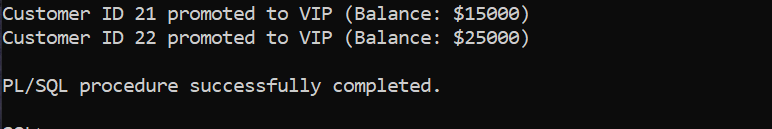 Customer ID 21 promoted to VIP (Balance: $15000)
Customer ID 22 promoted to VIP (Balance: $25000)
PL/SQL procedure successfully completed.